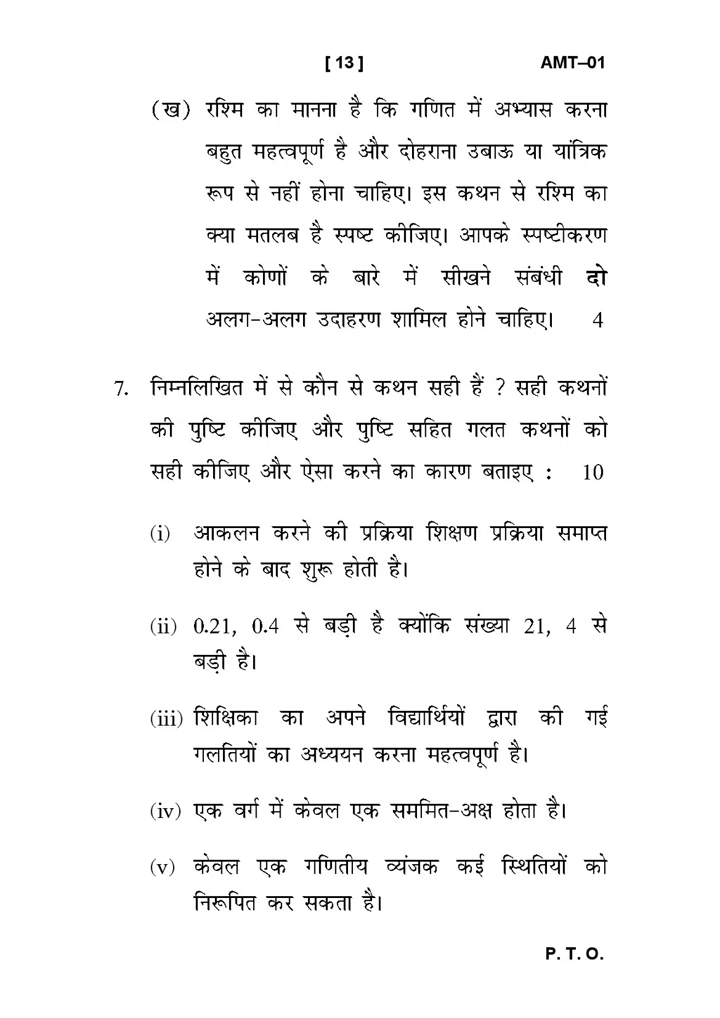 [ 13 ] AMT–01
(ख) रश्मि का मानना है कि गणित में अभ्यास करना
बहुत महत्वपूर्ण है और दोहराना उबाऊ या यांत्रिक
रूप से नहीं होना चाहिए। इस कथन से रश्मि का
क्या मतलब है स्पष्ट कीजिए। आपके स्पष्टीकरण
में कोणों के बारे में सीखने संबंधी दो
अलग-अलग उदाहरण शामिल होने चाहिए। 4
7. निम्नलिखित में से कौन से कथन सही हैं ? सही कथनों
की पुष्टि कीजिए और पुष्टि सहित गलत कथनों को
सही कीजिए और ऐसा करने का कारण बताइए : 10
(i) आकलन करने की प्रक्रिया शिक्षण प्रक्रिया समाप्त
होने के बाद शुरू होती है।
(ii) 0.21, 0.4 से बड़ी है क्योंकि संख्या 21, 4 से
बड़ी है।
(iii) शिक्षिका का अपने विद्यार्थियों द्वारा की गई
गलतियों का अध्ययन करना महत्वपूर्ण है।
(iv) एक वर्ग में केवल एक सममित-अक्ष होता है।
(v) केवल एक गणितीय व्यंजक कई स्थितियों को
निरूपित कर सकता है।
P. T. O.